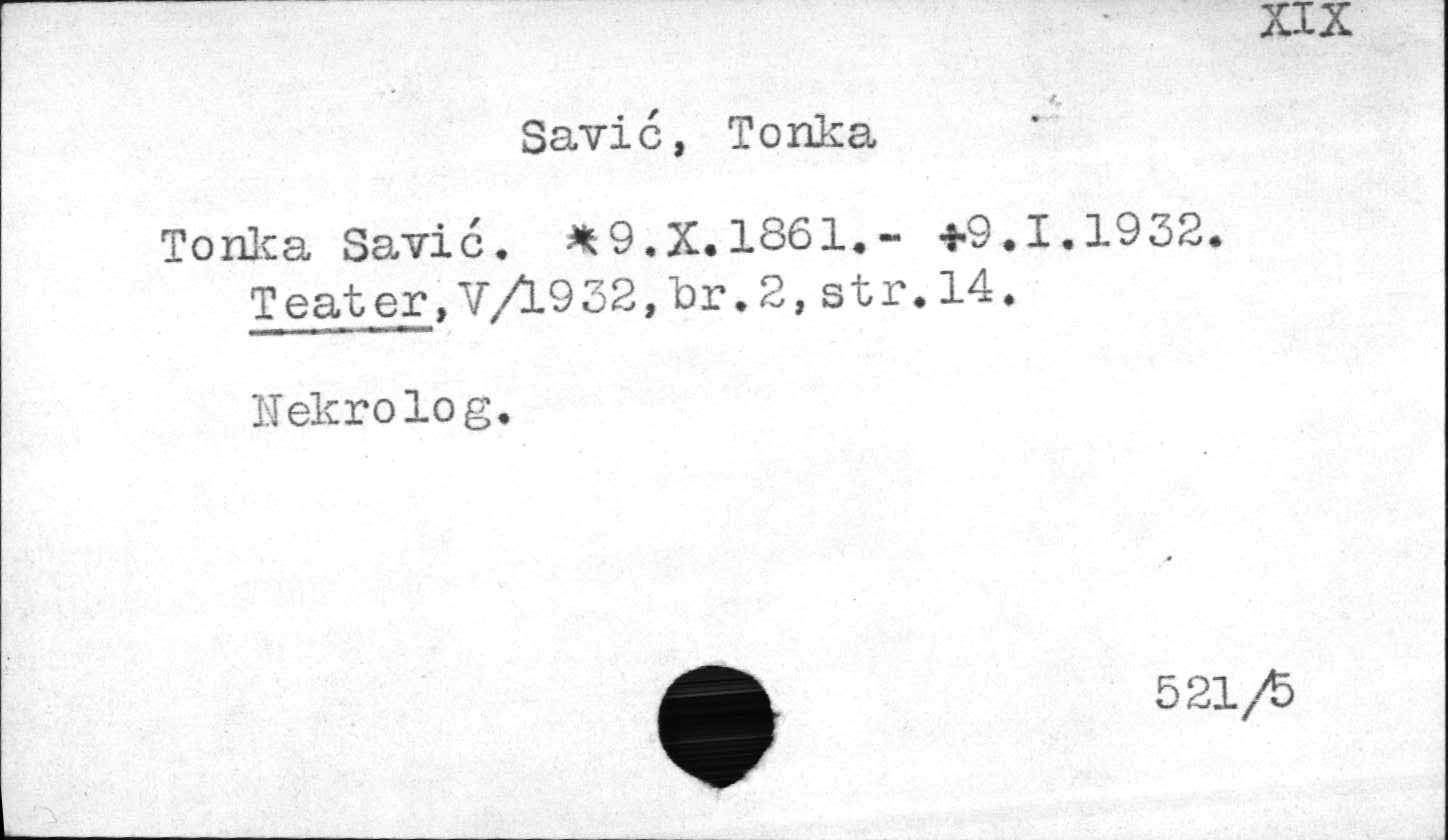 XIX
Savić, Tonka
Tonka Savić. *9.X.1861.- +9.I.1932.
Teater,V/1932,br.2,str.14.
Nekrolog.
521/5